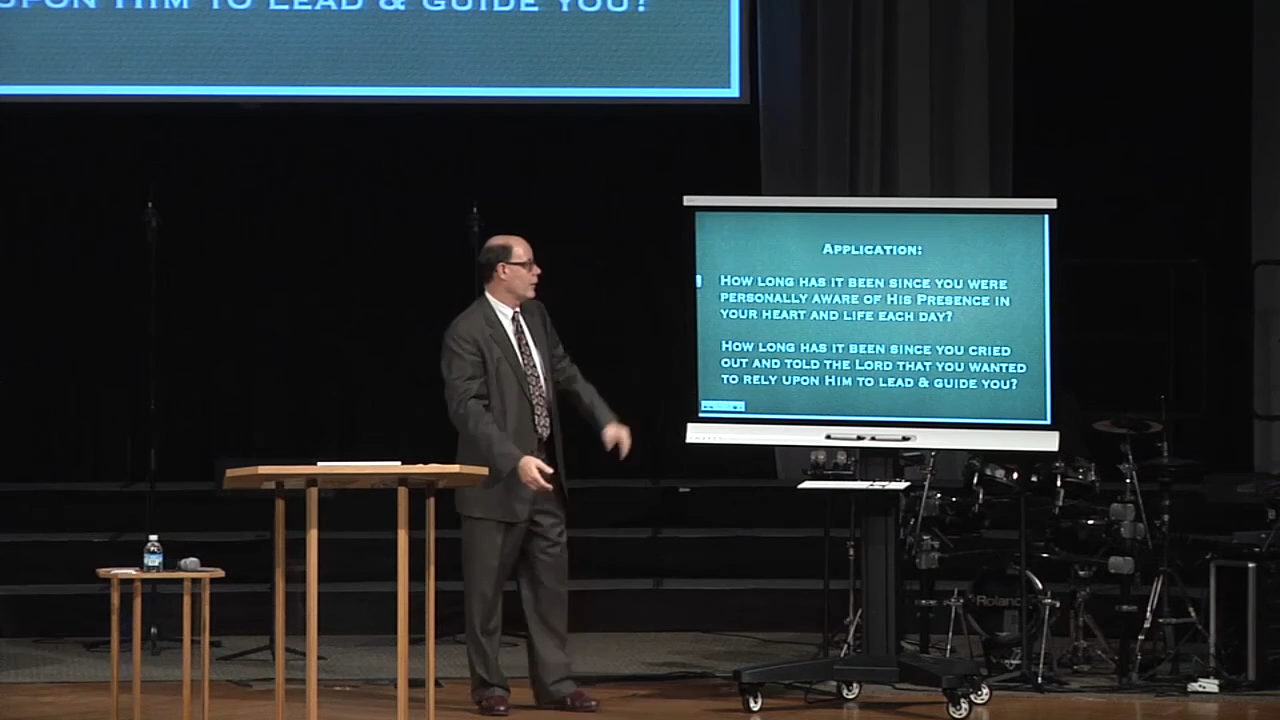 UPON HIM TO LEAD & GUIDE YOU?
APPLICATION:
HOW LONG HAS IT BEEN SINCE YOU WERE
PERSONALLY AWARE OF HIS PRESENCE IN
YOUR HEART AND LIFE EACH DAY?
HOW LONG HAS IT BEEN SINCE YOU CRIED
OUT AND TOLD THE LORD THAT YOU WANTED
TO RELY UPON HIM TO LEAD & GUIDE YOU?
Roland